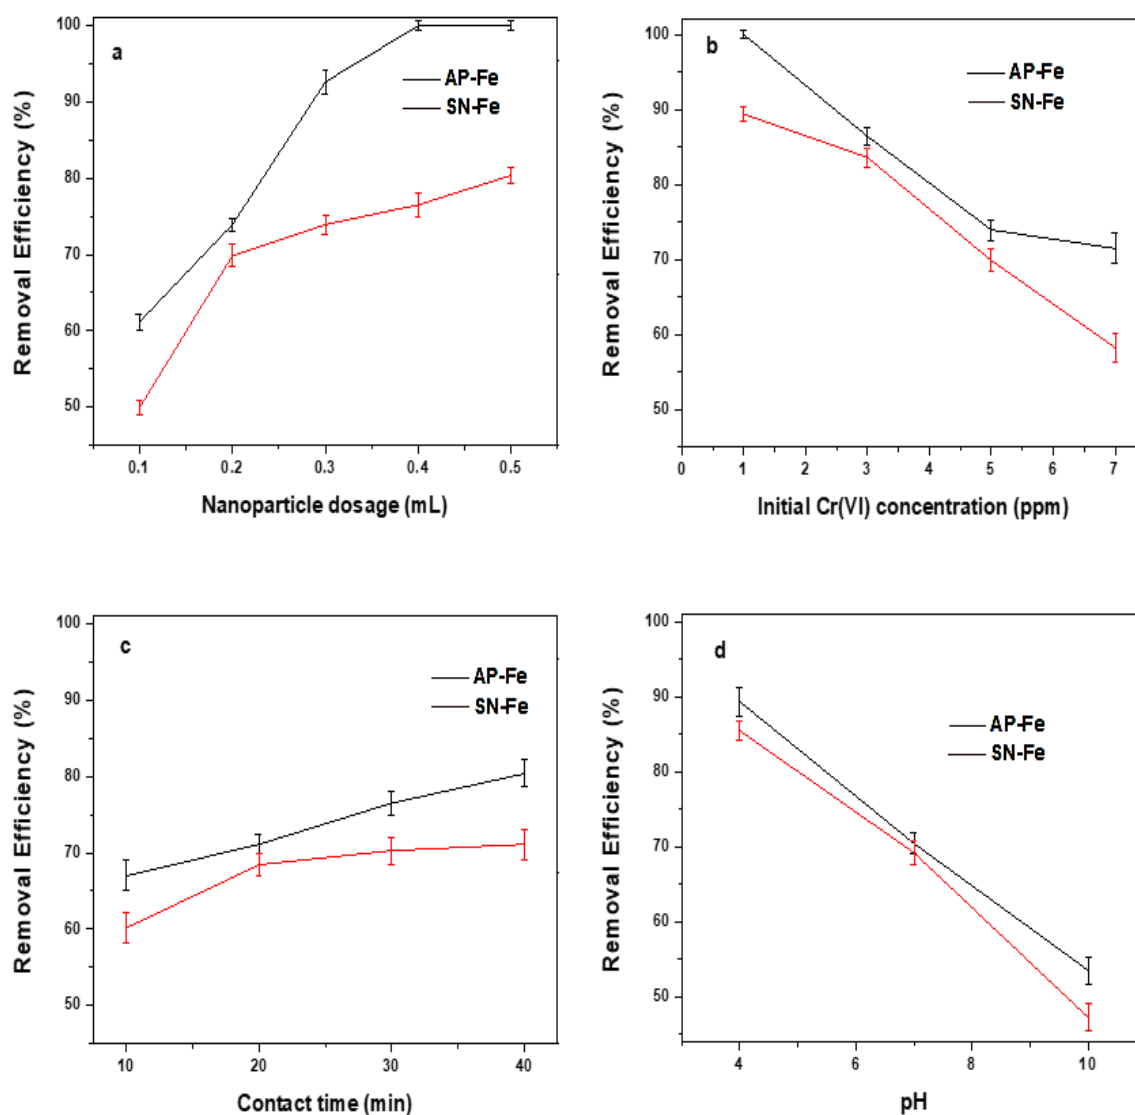 a
AP-Fe
SN-Fe
100
90
80
70
60
50
0.1 0.2 0.3 0.4 0.5
Removal Efficiency (%)
Nanoparticle dosage (mL)
b
AP-Fe
SN-Fe
100
90
80
70
60
50
0 1 2 3 4 5 6 7
Removal Efficiency (%)
Initial Cr(VI) concentration (ppm)
c
AP-Fe
SN-Fe
100
90
80
70
60
50
10 20 30 40
Removal Efficiency (%)
Contact time (min)
d
AP-Fe
SN-Fe
100
90
80
70
60
50
4 6 8 10
Removal Efficiency (%)
pH